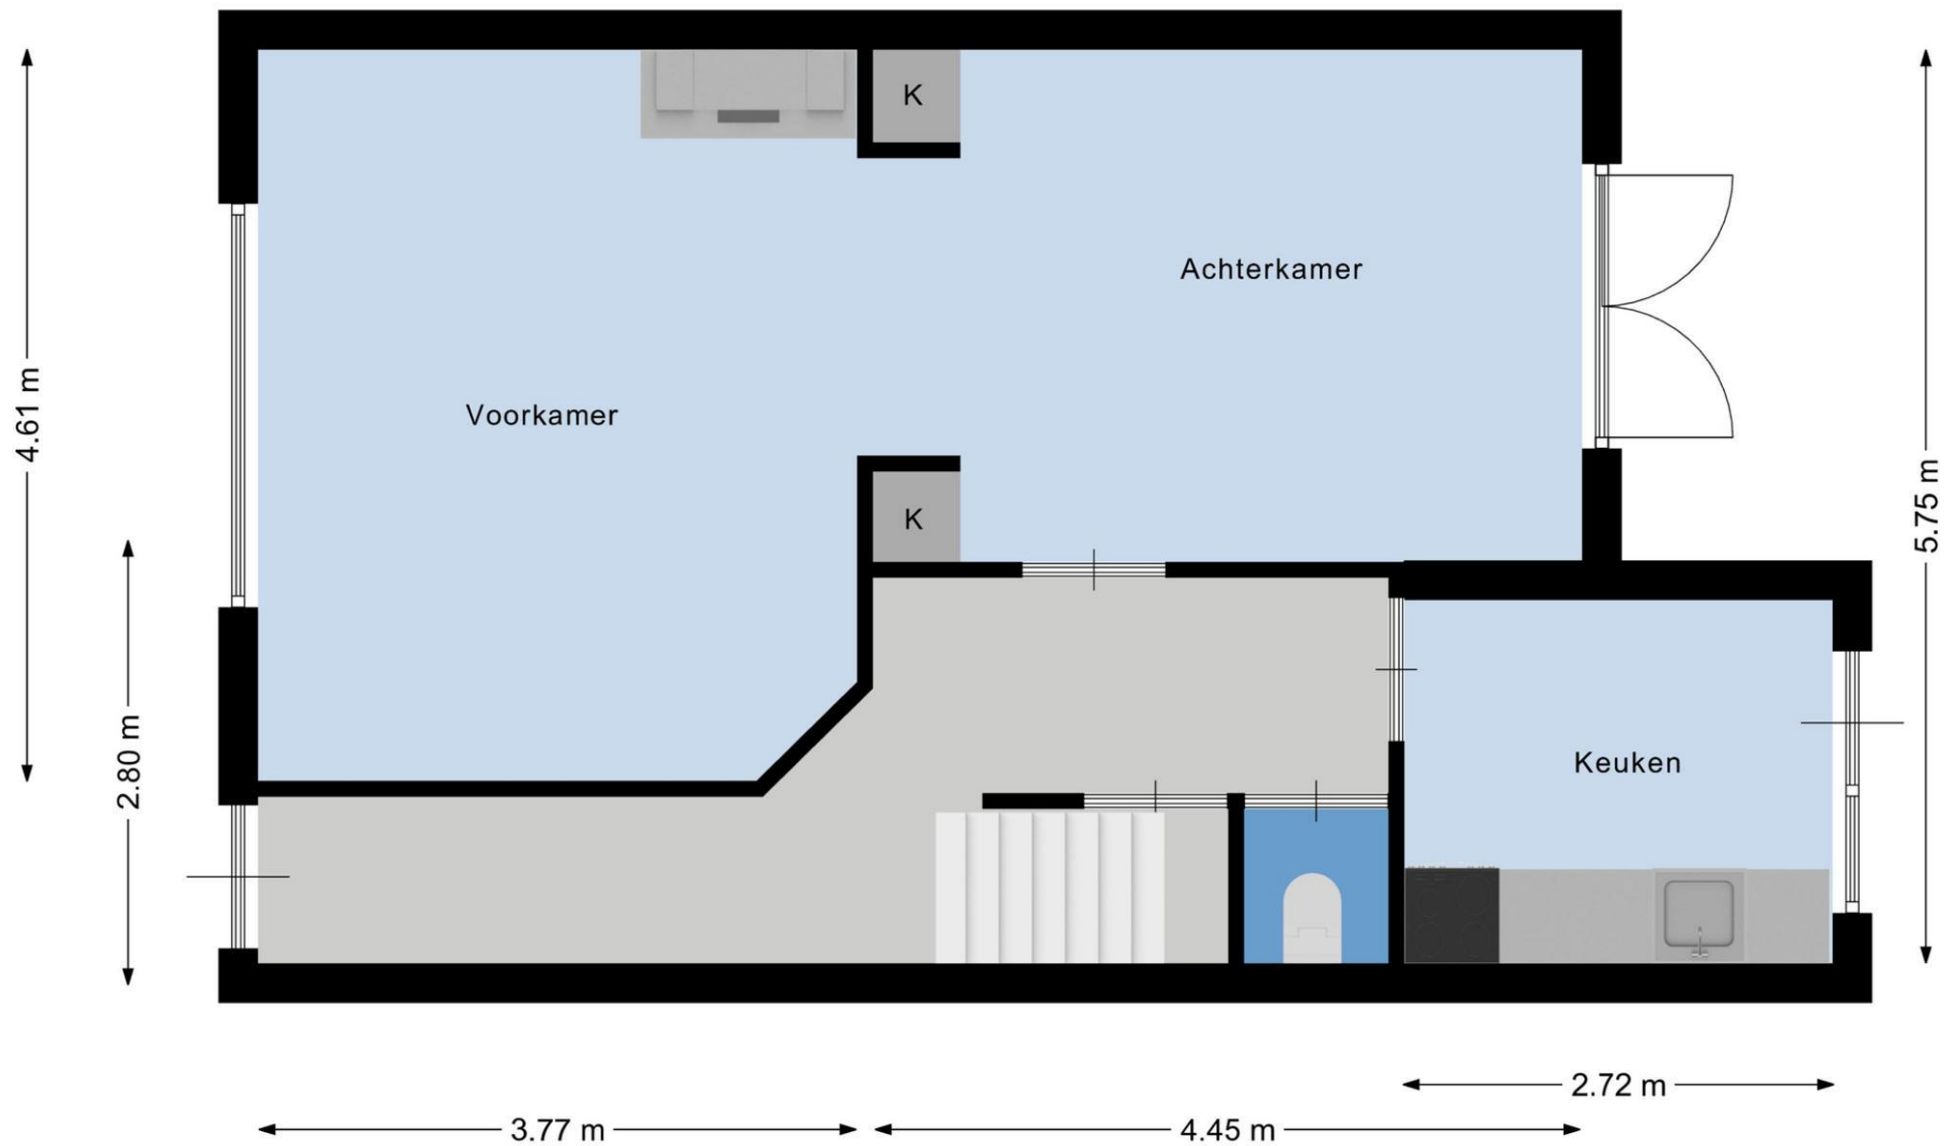 K
Achterkamer
Voorkamer
4.61 m
K
5.75 m
2.80 m
Keuken
2.72 m
3.77 m
4.45 m